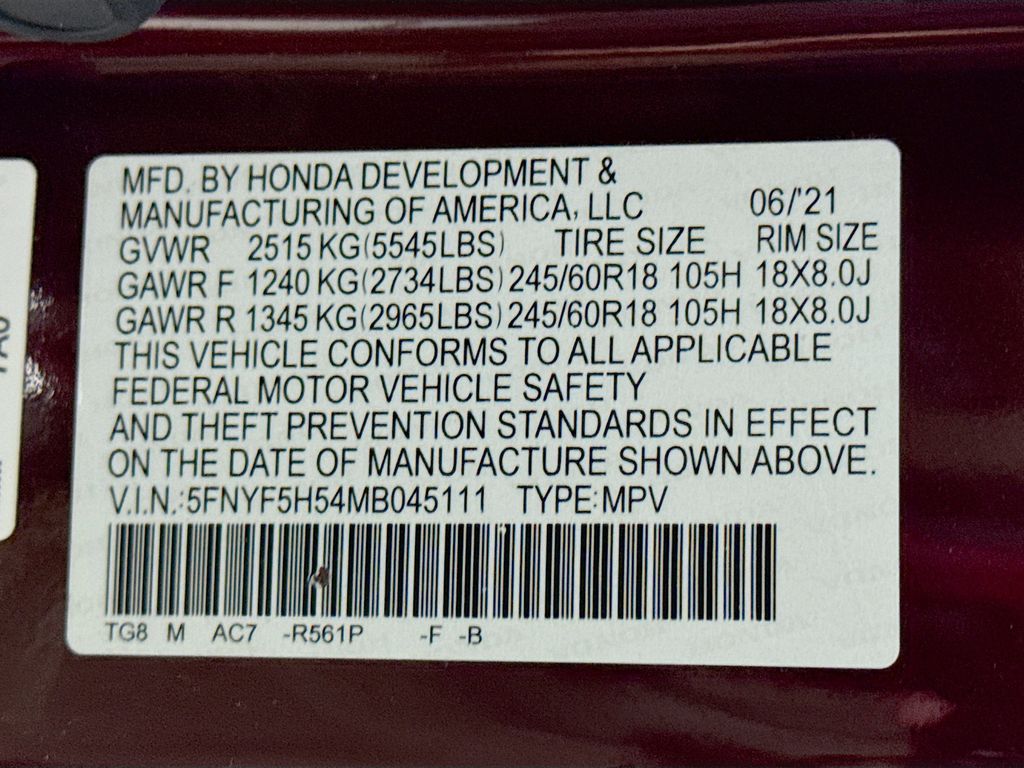 MFD. BY HONDA DEVELOPMENT &
MANUFACTURING OF AMERICA, LLC 06/'21
GVWR 2515 KG(5545LBS) TIRE SIZE RIM SIZE
GAWR F 1240 KG(2734LBS) 245/60R18 105H 18X8.0J
GAWR R 1345 KG(2965LBS) 245/60R18 105H 18X8.0J
THIS VEHICLE CONFORMS TO ALL APPLICABLE
FEDERAL MOTOR VEHICLE SAFETY
AND THEFT PREVENTION STANDARDS IN EFFECT
ON THE DATE OF MANUFACTURE SHOWN ABOVE.
V.I.N.:5FNYF5H54MB045111 TYPE:MPV
TG8 M AC7 -R561P -F -B